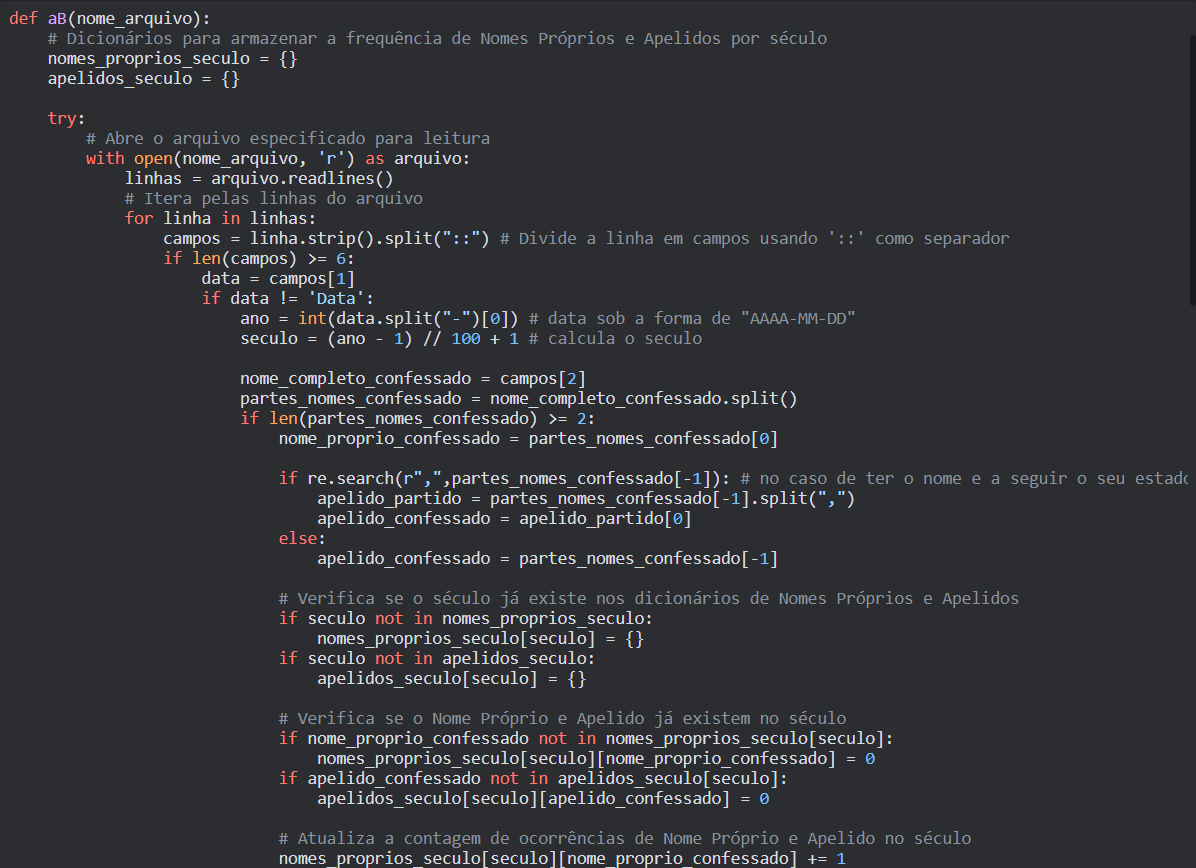 def aB(nome_arquivo):
    # Dicionários para armazenar a frequência de Nomes Próprios e Apelidos por século
    nomes_proprios_seculo = {}
    apelidos_seculo = {}

    try:
        # Abre o arquivo especificado para leitura
        with open(nome_arquivo, 'r') as arquivo:
            linhas = arquivo.readlines()
            # Itera pelas linhas do arquivo
            for linha in linhas:
                campos = linha.strip().split("::") # Divide a linha em campos usando '::' como separador
                if len(campos) >= 6:
                    data = campos[1]
                    if data != 'Data':
                        ano = int(data.split("-")[0]) # data sob a forma de "AAAA-MM-DD"
                        seculo = (ano - 1) // 100 + 1 # calcula o seculo

                        nome_completo_confessado = campos[2]
                        partes_nomes_confessado = nome_completo_confessado.split()
                        if len(partes_nomes_confessado) >= 2:
                            nome_proprio_confessado = partes_nomes_confessado[0]

                            if re.search(r",",partes_nomes_confessado[-1]): # no caso de ter o nome e a seguir o seu estado
                                apelido_partido = partes_nomes_confessado[-1].split(",")
                                apelido_confessado = apelido_partido[0]
                            else:
                                apelido_confessado = partes_nomes_confessado[-1]

                            # Verifica se o século já existe nos dicionários de Nomes Próprios e Apelidos
                            if seculo not in nomes_proprios_seculo:
                                nomes_proprios_seculo[seculo] = {}
                            if seculo not in apelidos_seculo:
                                apelidos_seculo[seculo] = {}

                            # Verifica se o Nome Próprio e Apelido já existem no século
                            if nome_proprio_confessado not in nomes_proprios_seculo[seculo]:
                                nomes_proprios_seculo[seculo][nome_proprio_confessado] = 0
                            if apelido_confessado not in apelidos_seculo[seculo]:
                                apelidos_seculo[seculo][apelido_confessado] = 0

                            # Atualiza a contagem de ocorrências de Nome Próprio e Apelido no século
                            nomes_proprios_seculo[seculo][nome_proprio_confessado] += 1